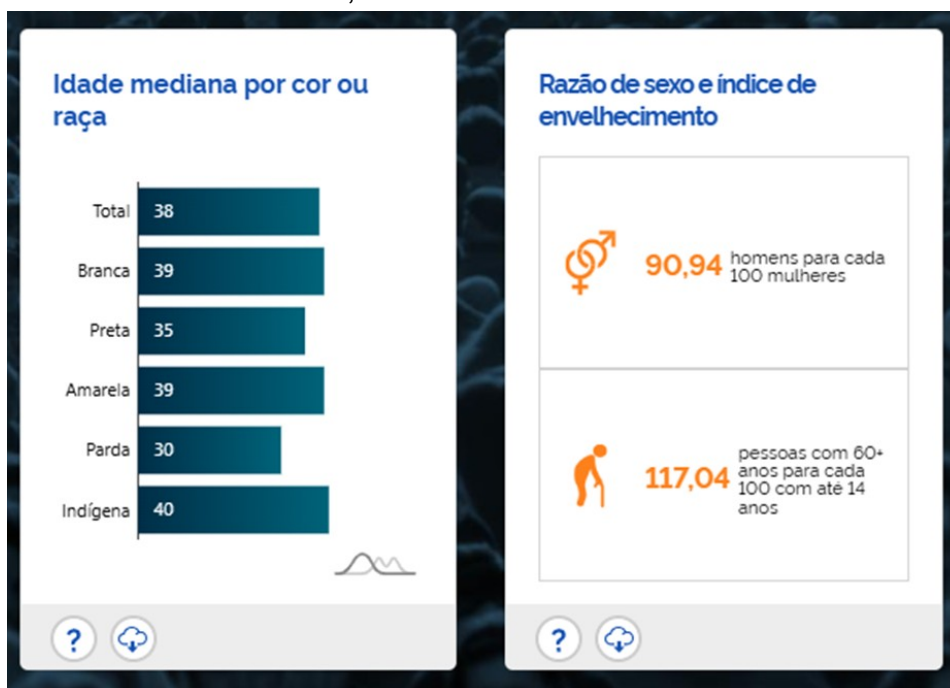 Idade mediana por cor ou
raça
Total 38
Branca 39
Preta 35
Amarela 39
Parda 30
Indígena 40
?
Razão de sexo e índice de
envelhecimento
90,94 homens para cada
100 mulheres
117,04 pessoas com 60+
anos para cada
100 com até 14
anos
?